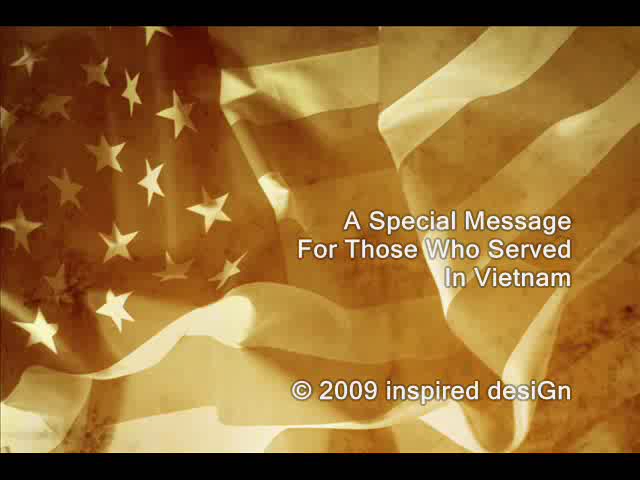 A Special Message
For Those Who Served
In Vietnam
© 2009 inspired desiGn